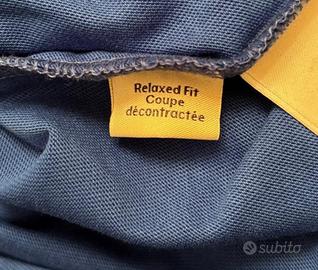 Relaxed Fit
Coupe
décontractée
subito